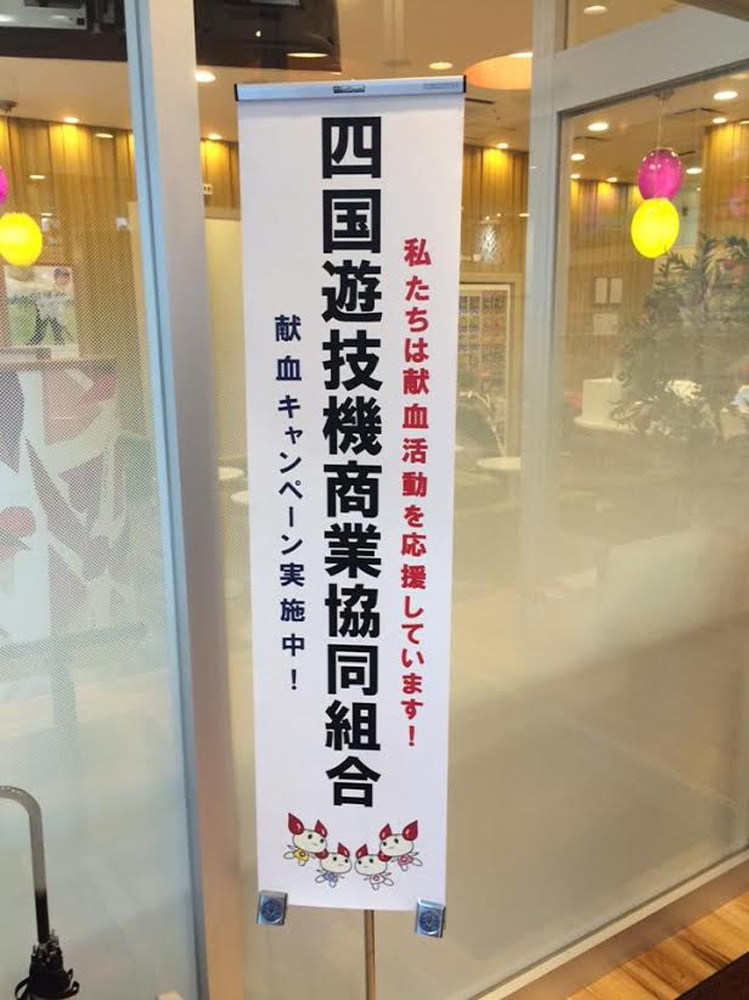 私たちは献血活動を応援しています！
四国遊技機商業協同組合
献血キャンペーン実施中！